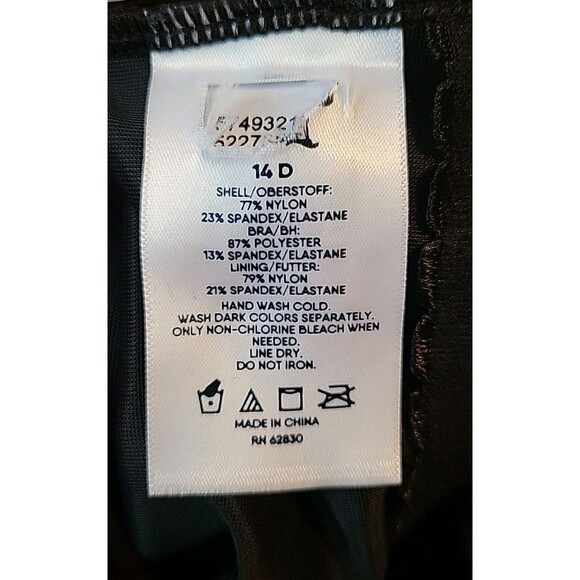 5749321
6227
14 D
SHELL/OBERSTOFF:
77% NYLON
23% SPANDEX/ELASTANE
BRA/BH:
87% POLYESTER
13% SPANDEX/ELASTANE
LINING/FUTTER:
79% NYLON
21% SPANDEX/ELASTANE
HAND WASH COLD.
WASH DARK COLORS SEPARATELY.
ONLY NON-CHLORINE BLEACH WHEN
NEEDED.
LINE DRY.
DO NOT IRON.
MADE IN CHINA
RN 62830